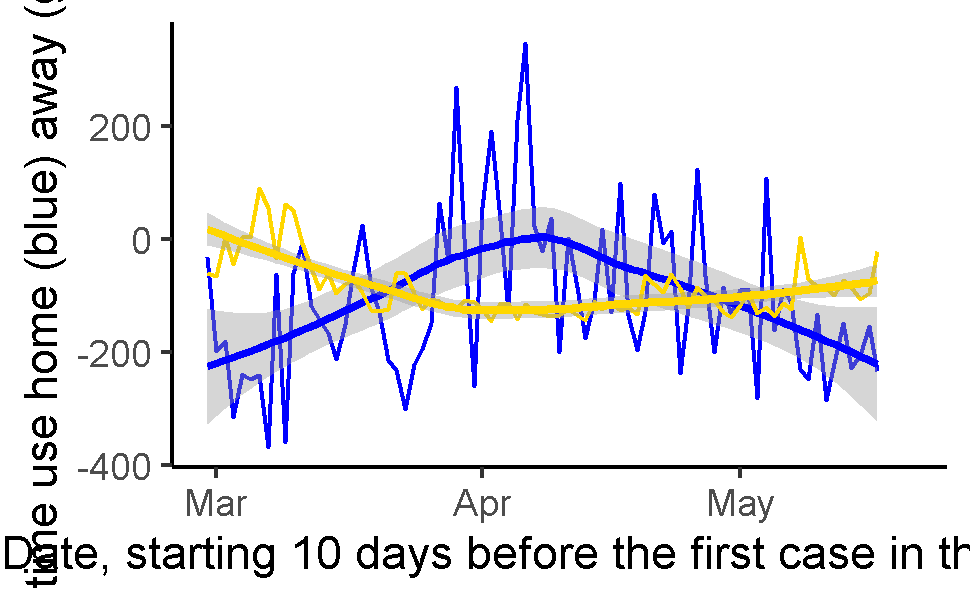 time use home (blue) away (
200
0
-200
-400
Mar
Apr
May
Date, starting 10 days before the first case in th